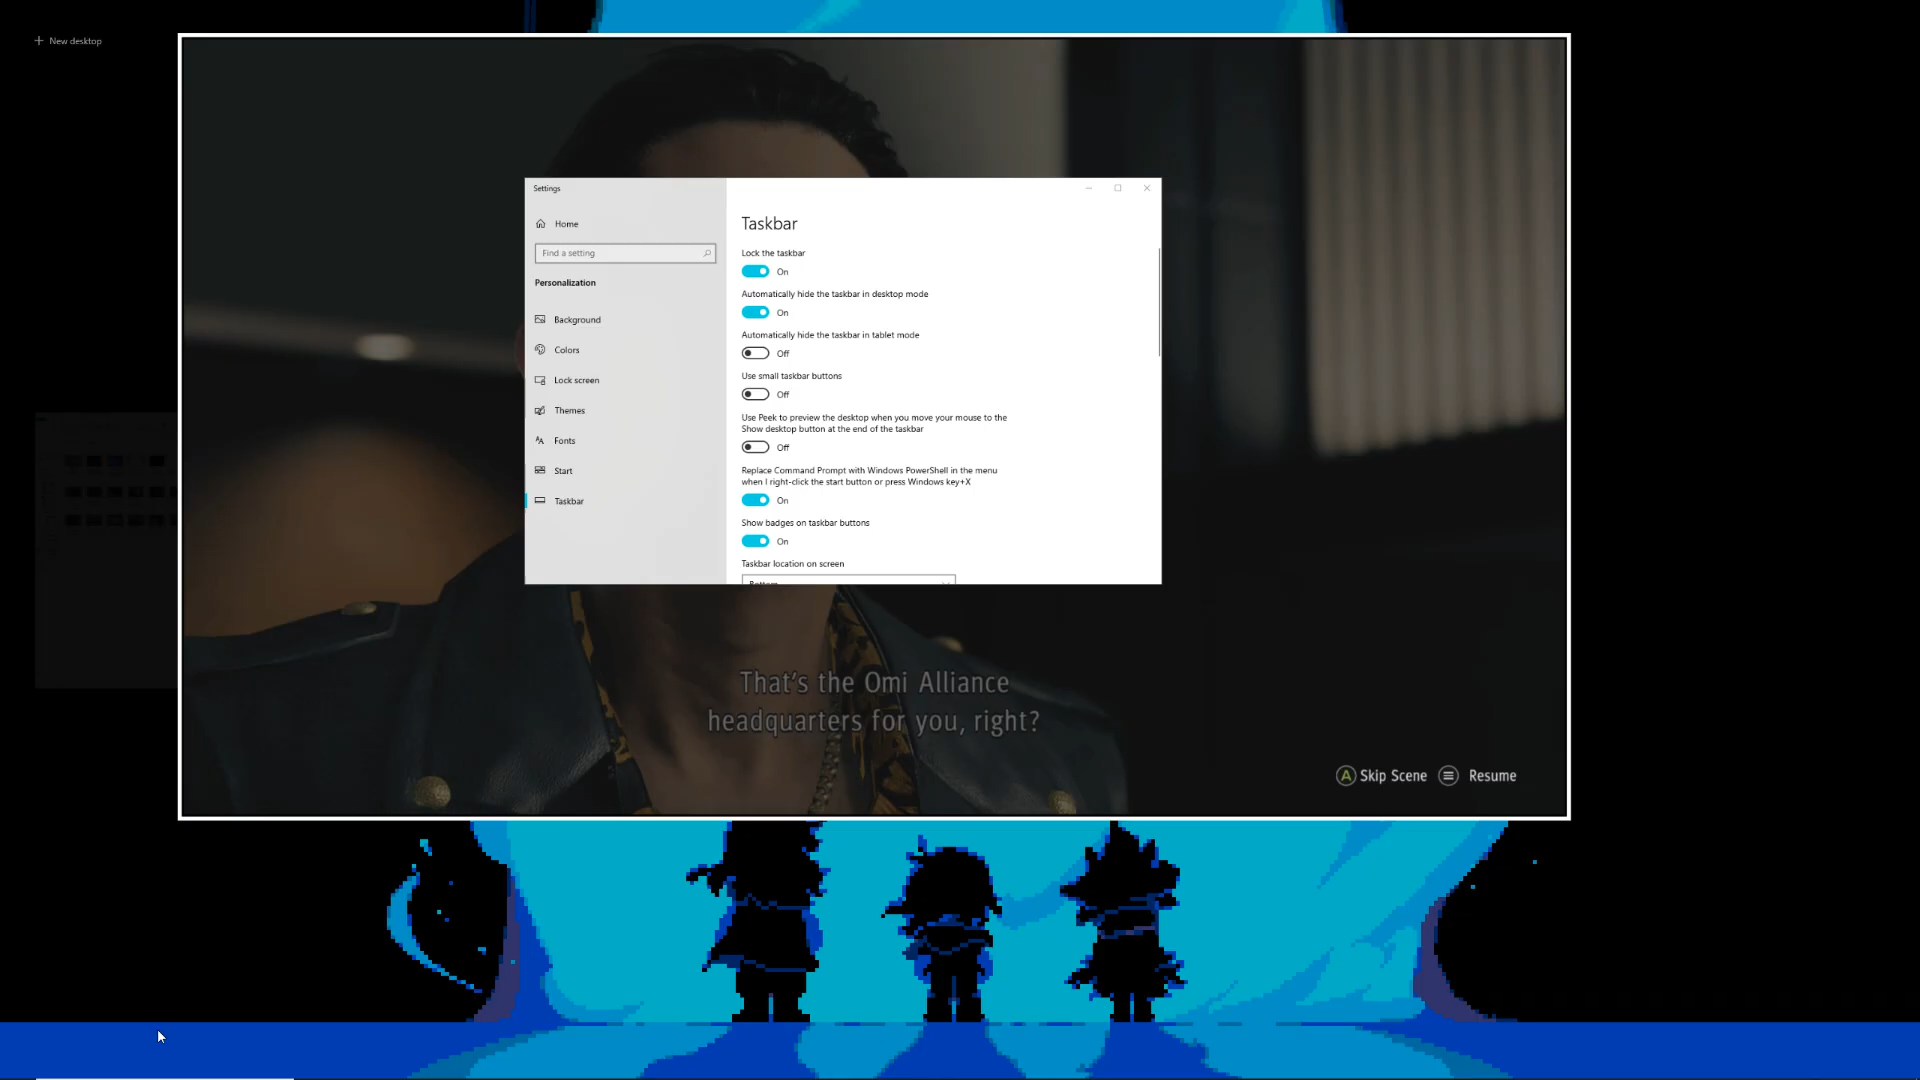 New desktop
Settings
Home
Find a setting
Personalization
Background
Colors
Lock screen
Themes
Fonts
Start
Taskbar
Taskbar
Lock the taskbar
On
Automatically hide the taskbar in desktop mode
On
Automatically hide the taskbar in tablet mode
Off
Use small taskbar buttons
Off
Use Peek to preview the desktop when you move your mouse to the
Show desktop button at the end of the taskbar
Off
Replace Command Prompt with Windows PowerShell in the menu
when I right-click the start button or press Windows key+X
On
Show badges on taskbar buttons
On
Taskbar location on screen
Bottom
That's the Omi Alliance
headquarters for you, right?
A Skip Scene Resume